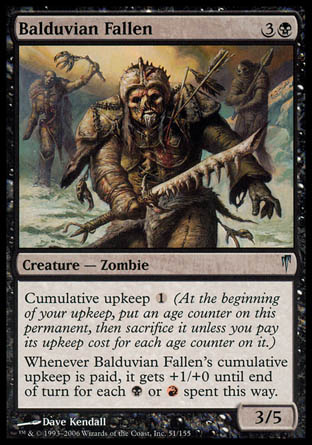 Balduvian Fallen 3
Creature — Zombie
Cumulative upkeep 1 (At the beginning
of your upkeep, put an age counter on this
permanent, then sacrifice it unless you pay
its upkeep cost for each age counter on it.)
Whenever Balduvian Fallen's cumulative
upkeep is paid, it gets +1/+0 until end
of turn for each or spent this way.
Dave Kendall
™ & © 1993–2006 Wizards of the Coast, Inc. 51/155
3/5